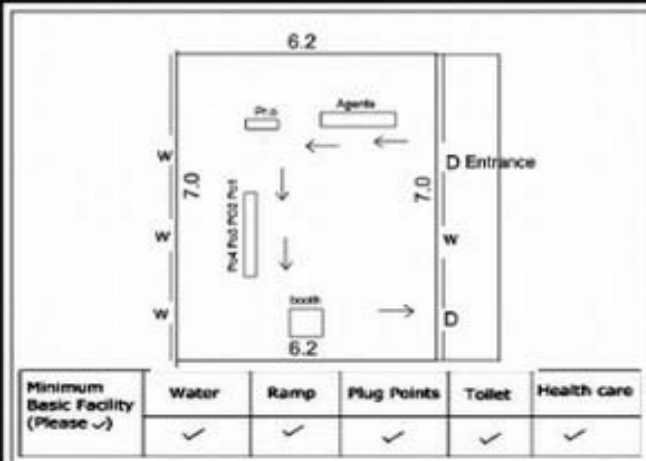 6.2
Pr.o
Agents
W
7.0
7.0
D Entrance
Po4 Po3 PO2 Po1
W
W
W
booth
D
6.2
Minimum Basic Facility (Please ✓)
Water
Ramp
Plug Points
Toilet
Health care
✓
✓
✓
✓
✓